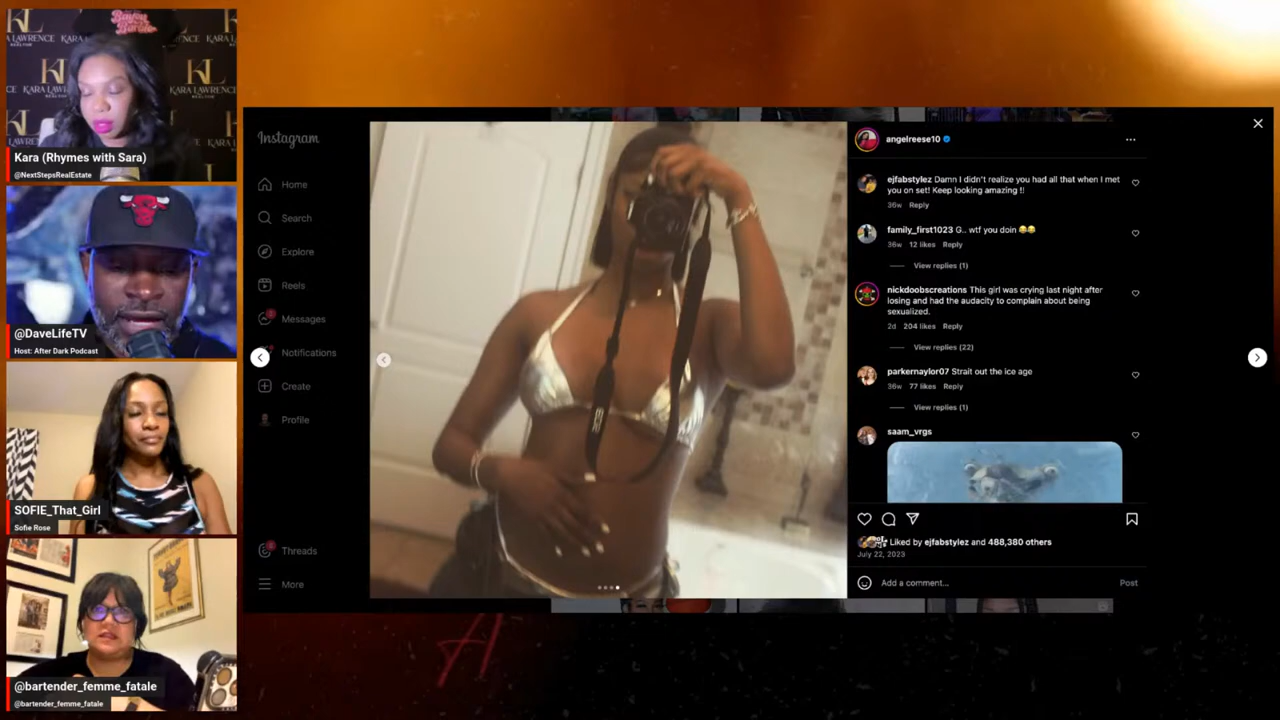 KL
KARA LAWRENCE
REALTOR
Kara (Rhymes with Sara)
@NextStepsRealEstate
@DaveLifeTV
Host: After Dark Podcast
SOFIE_That_Girl
Sofie Rose
@bartender_femme_fatale
@bartender_femme_fatale
Instagram
Home
Search
Explore
Reels
Messages
Notifications
Create
Profile
Threads
More
angelreese10
ejfabstylez Damn I didn't realize you had all that when I met
you on set! Keep looking amazing !!
36w Reply
family_first1023 G.. wtf you doin 😂😂
36w 12 likes Reply
View replies (1)
nickdoobscreations This girl was crying last night after
losing and had the audacity to complain about being
sexualized.
2d 204 likes Reply
View replies (22)
parkernaylor07 Strait out the ice age
36w 77 likes Reply
View replies (1)
saam_vrgs
Liked by ejfabstylez and 488,380 others
July 22, 2023
Add a comment...
Post